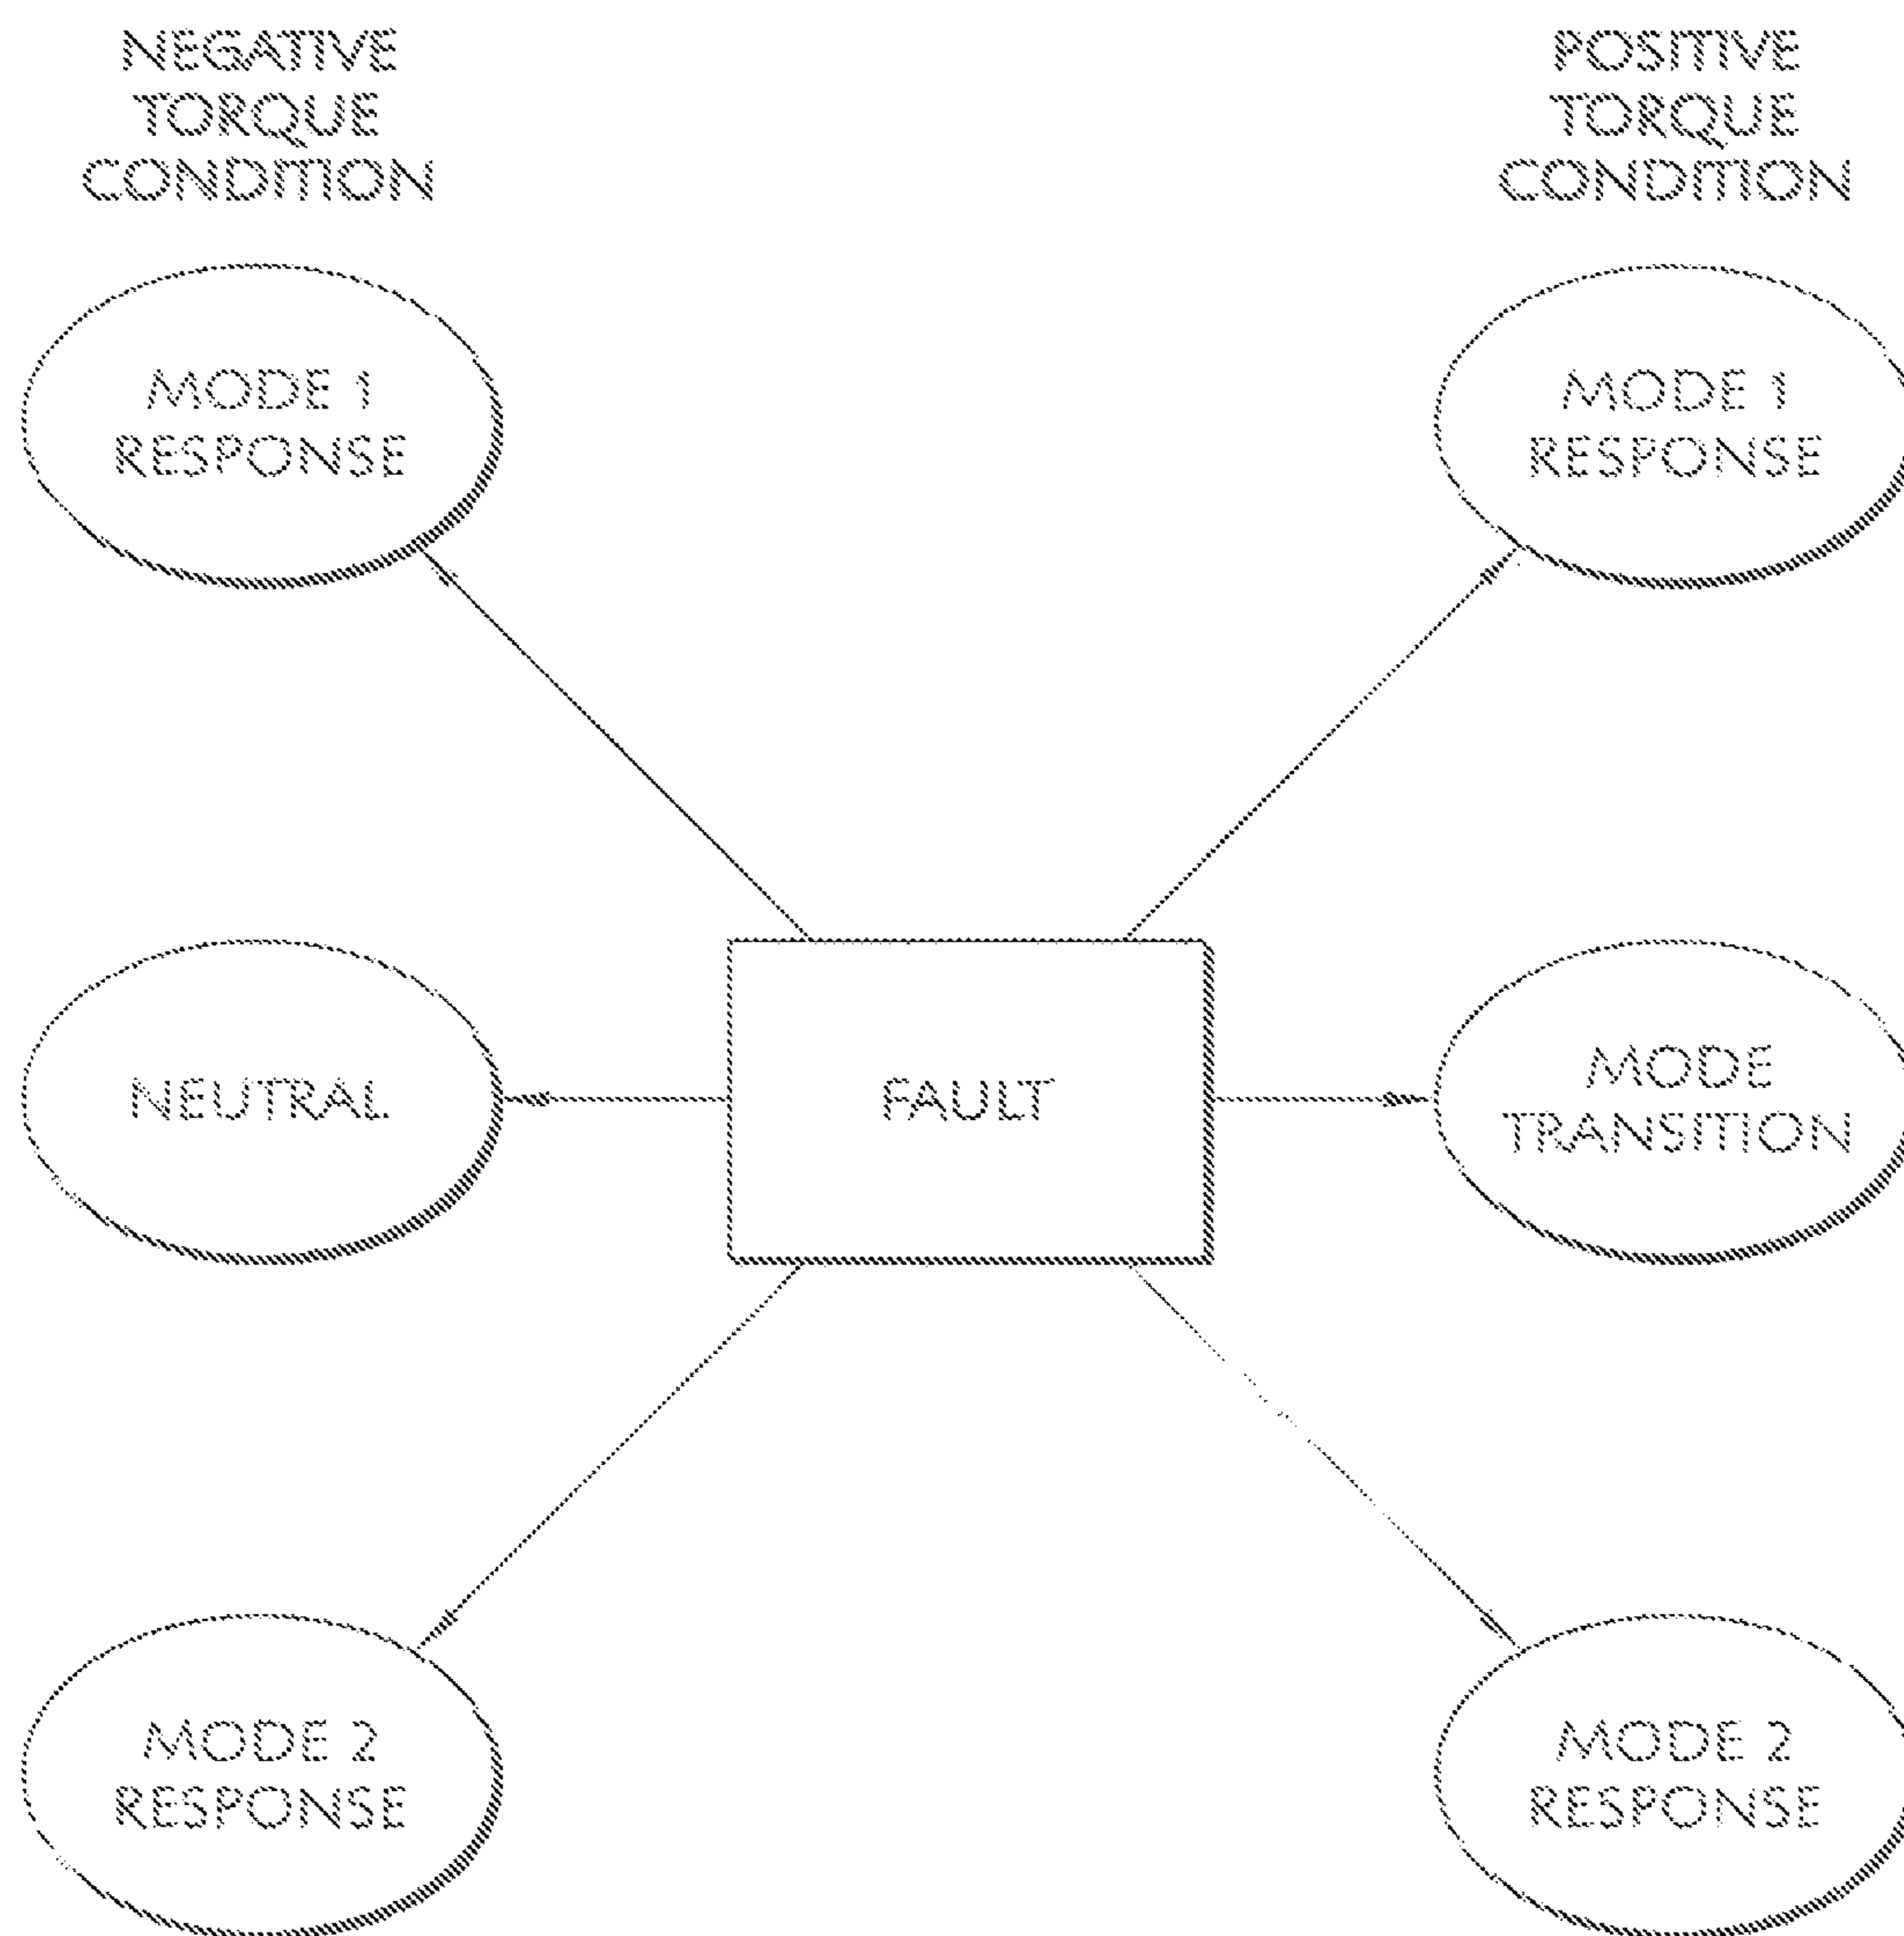 NEGATIVE
TORQUE
CONDITION
POSITIVE
TORQUE
CONDITION
MODE 1
RESPONSE
MODE 1
RESPONSE
NEUTRAL
FAULT
MODE
TRANSITION
MODE 2
RESPONSE
MODE 2
RESPONSE